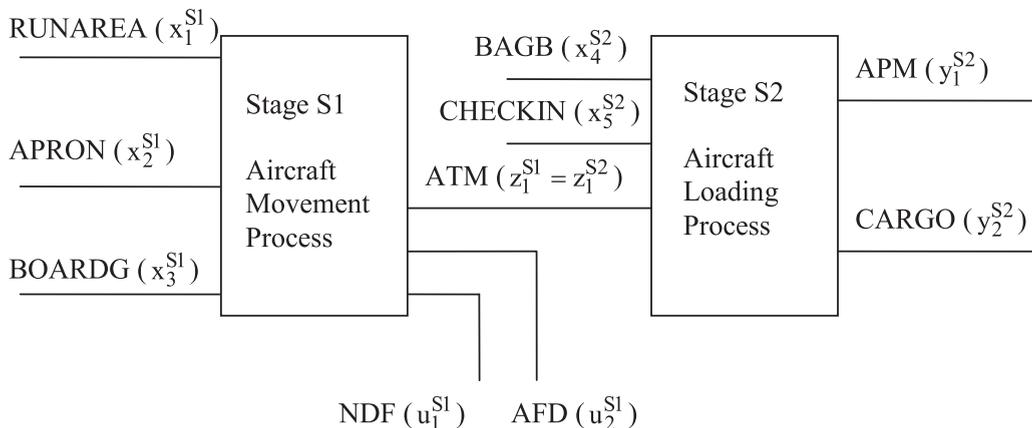 RUNAREA (x₁^S1)
APRON (x₂^S1)
BOARDG (x₃^S1)
Stage S1
Aircraft
Movement
Process
BAGB (x₄^S2)
CHECKIN (x₅^S2)
ATM (z₁^S1 = z₁^S2)
Stage S2
Aircraft
Loading
Process
APM (y₁^S2)
CARGO (y₂^S2)
NDF (u₁^S1) AFD (u₂^S1)